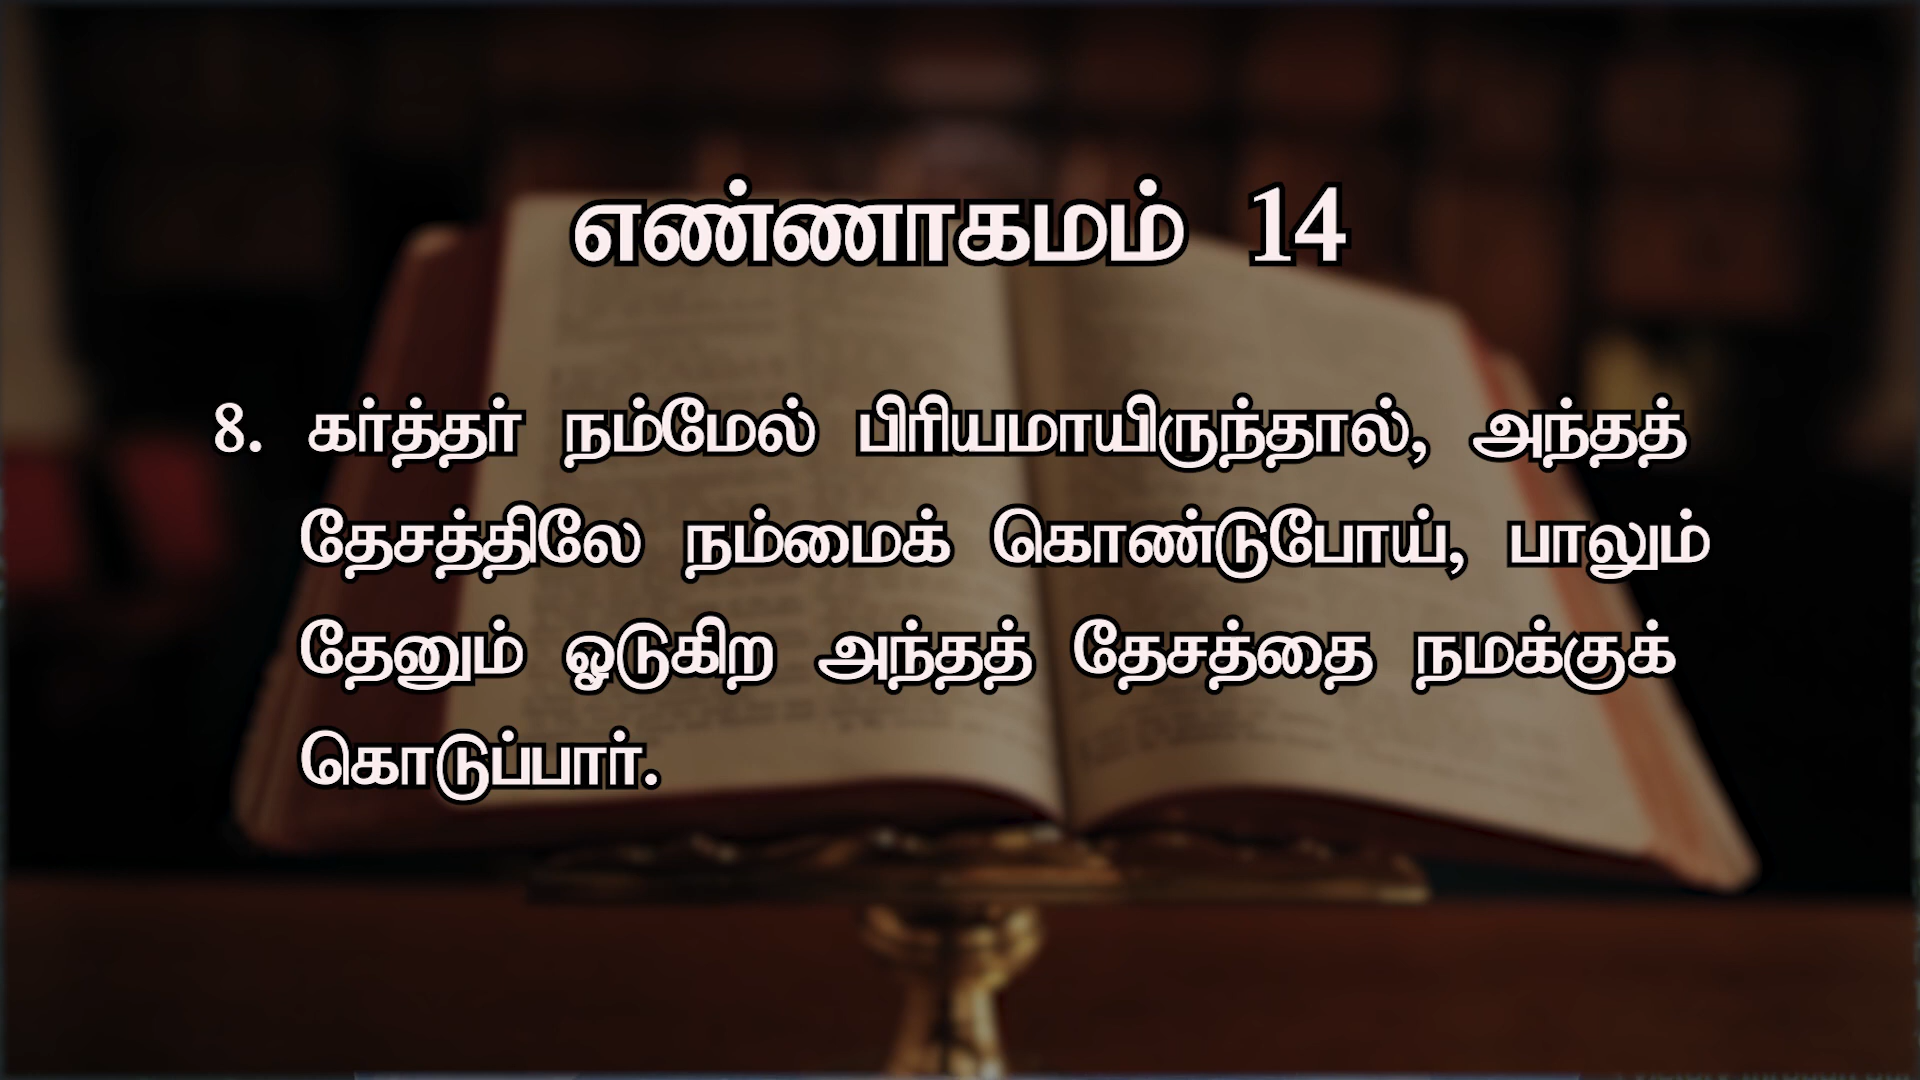 எண்ணாகமம் 14
8. கர்த்தர் நம்மேல் பிரியமாயிருந்தால், அந்தத்
தேசத்திலே நம்மைக் கொண்டுபோய், பாலும்
தேனும் ஓடுகிற அந்தத் தேசத்தை நமக்குக்
கொடுப்பார்.